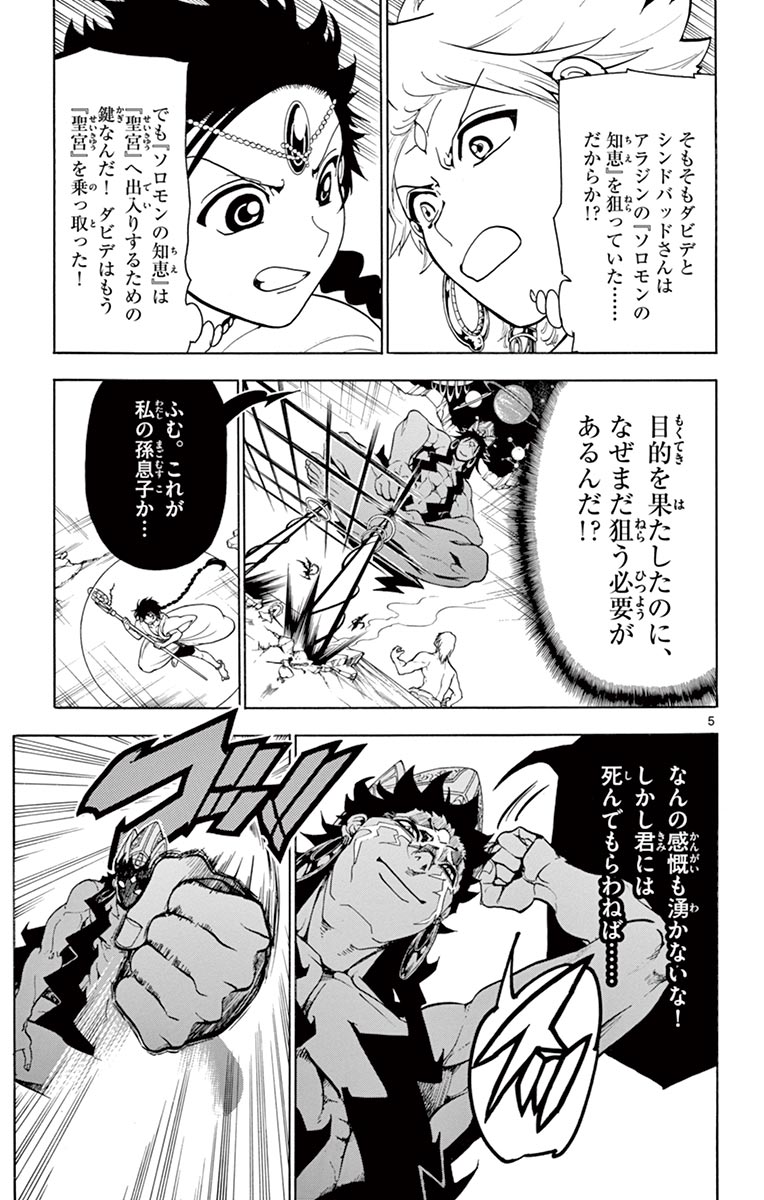 そもそもダビデと
シンドバッドさんは
アラジンの『ソロモンの
知恵』を狙っていた……
だからか!?
でも『ソロモンの知恵』は
『聖宮』へ出入りするための
鍵なんだ！ダビデはもう
『聖宮』を乗っ取った！
目的を果たしたのに、
なぜまだ狙う必要が
あるんだ!?
ふむ。これが
私の孫息子か…
5
なんの感慨も湧かないな！
しかし君には
死んでもらわねば……